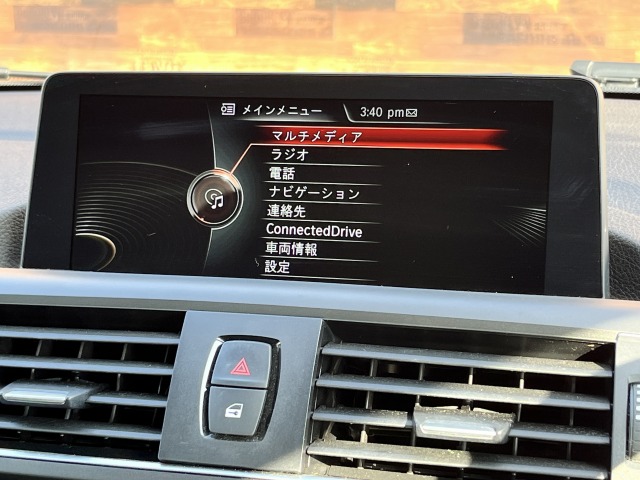 メインメニュー 3:40 pm
マルチメディア
ラジオ
電話
ナビゲーション
連絡先
ConnectedDrive
車両情報
設定